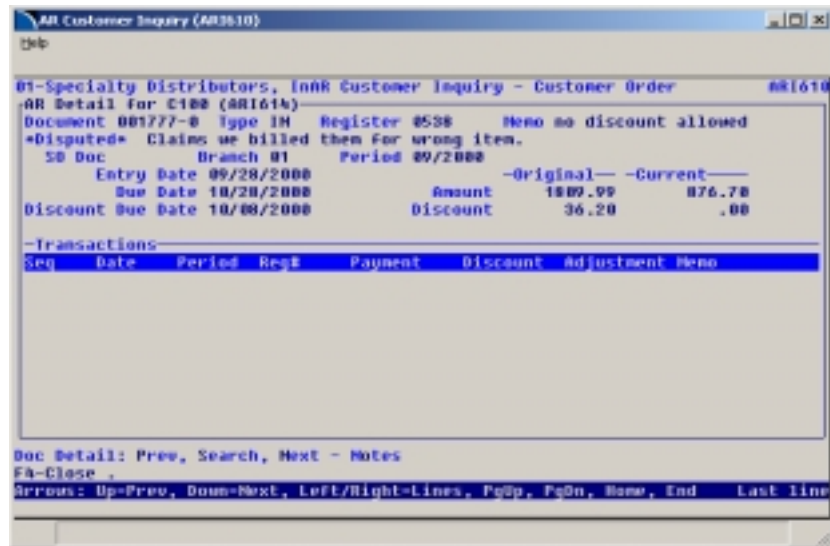 AR Customer Inquiry (ARI610)
Help
01-Specialty Distributors, InAR Customer Inquiry - Customer Order ARI610
AR Detail for C100 (ARI614)
Document 001777-0 Type IN Register 0538 Memo no discount allowed
*Disputed* Claims we billed them for wrong item.
SO Doc Branch 01 Period 09/2000
Entry Date 09/28/2000 -Original— -Current—
Due Date 10/28/2000 Amount 1809.99 876.70
Discount Due Date 10/08/2000 Discount 36.20 .00
-Transactions
Seq Date Period Reg# Payment Discount Adjustment Memo
Doc Detail: Prev, Search, Next - Notes
F4-Close .
Arrows: Up=Prev, Down=Next, Left/Right=Lines, PgUp, PgDn, Home, End Last line